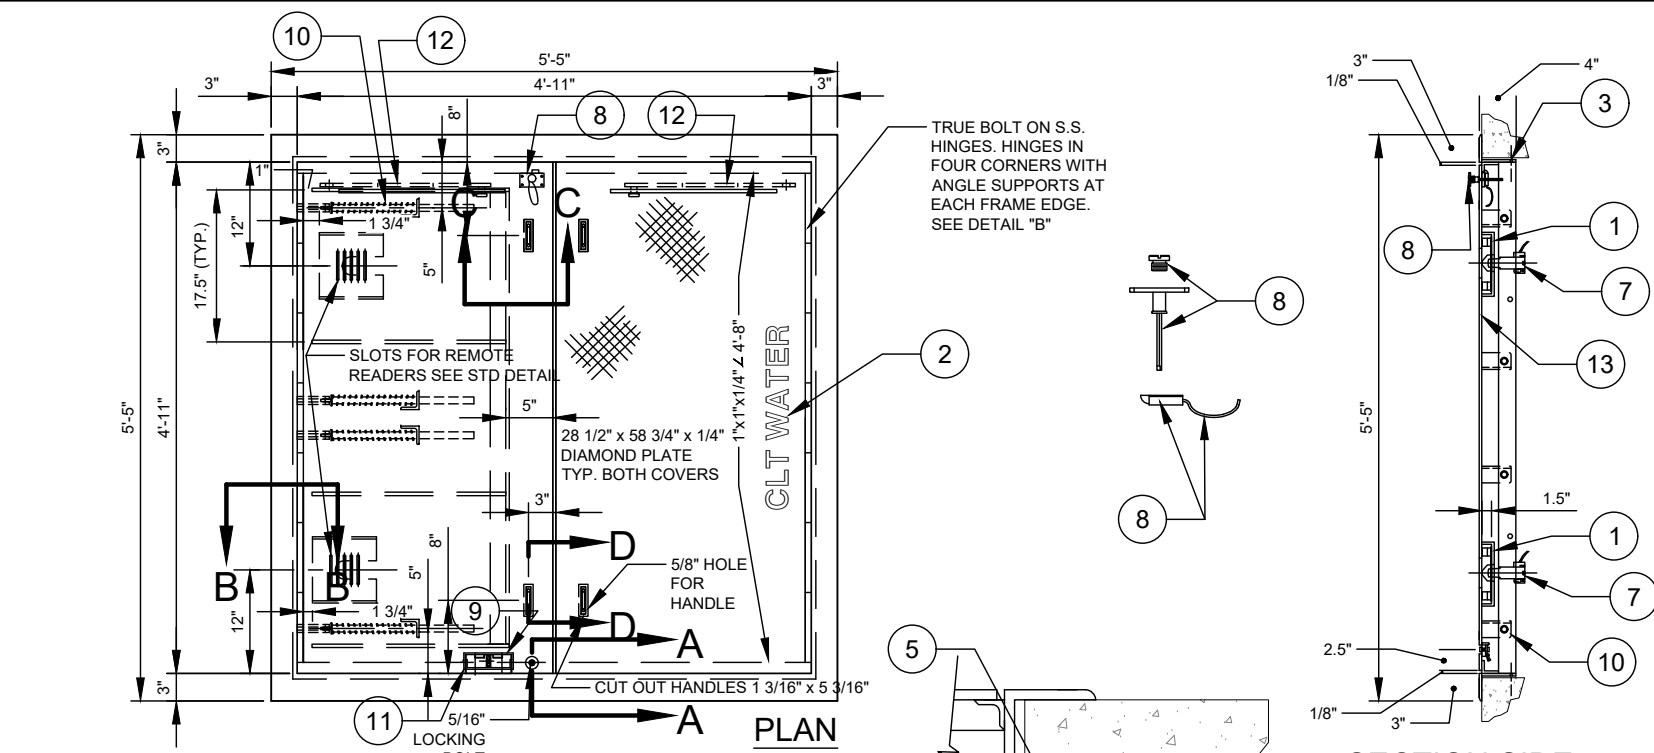 10
12
5'-5"
3"
4'-11"
3"
8"
8
12
3"
1"
TRUE BOLT ON S.S.
HINGES. HINGES IN
FOUR CORNERS WITH
ANGLE SUPPORTS AT
EACH FRAME EDGE.
SEE DETAIL "B"
C
C
1 3/4"
12"
17.5" (TYP.)
5"
SLOTS FOR REMOTE
READERS SEE STD DETAIL
5"
5'-5"
4'-11"
28 1/2" x 58 3/4" x 1/4"
DIAMOND PLATE
TYP. BOTH COVERS
1"x1"x1/4" ∠ 4'-8"
CLT WATER
2
3"
8"
5"
D
B
B
5/8" HOLE
FOR
HANDLE
1 3/4"
12"
9
D
A
CUT OUT HANDLES 1 3/16" x 5 3/16"
3"
11
5/16"
A
LOCKING
PLAN
8
8
5
3"
4"
1/8"
3
8
1
7
13
5'-5"
1.5"
1
7
2.5"
10
1/8"
3"